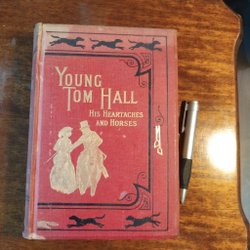 YOUNG
TOM HALL
HIS HEARTACHES
AND HORSES